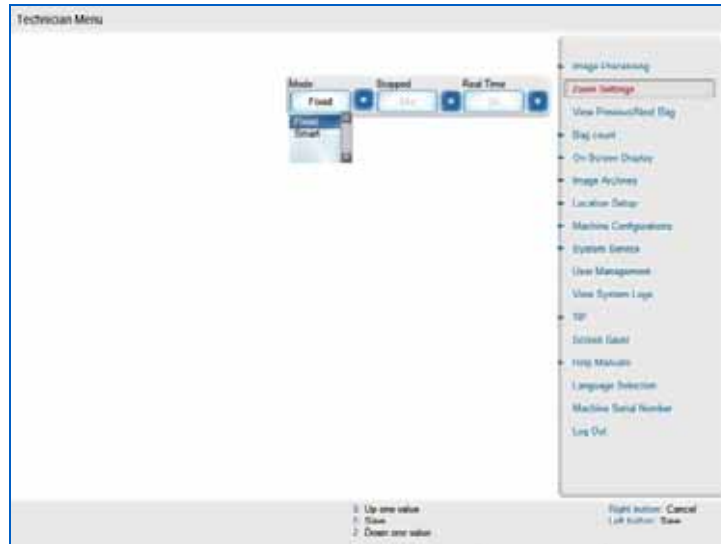 Technician Menu
Mode Stopped Real Time
Fixed
Fixed
Smart
Image Processing
Zoom Settings
View Previous/Next Bag
Bag count
On Screen Display
Image Archives
Location Setup
Machine Configurations
System Service
User Management
View System Logs
TIP
Screen Saver
Help Manuals
Language Selection
Machine Serial Number
Log Out
Up one value
Save
2 Down one value
Right button: Cancel
Left button: Save